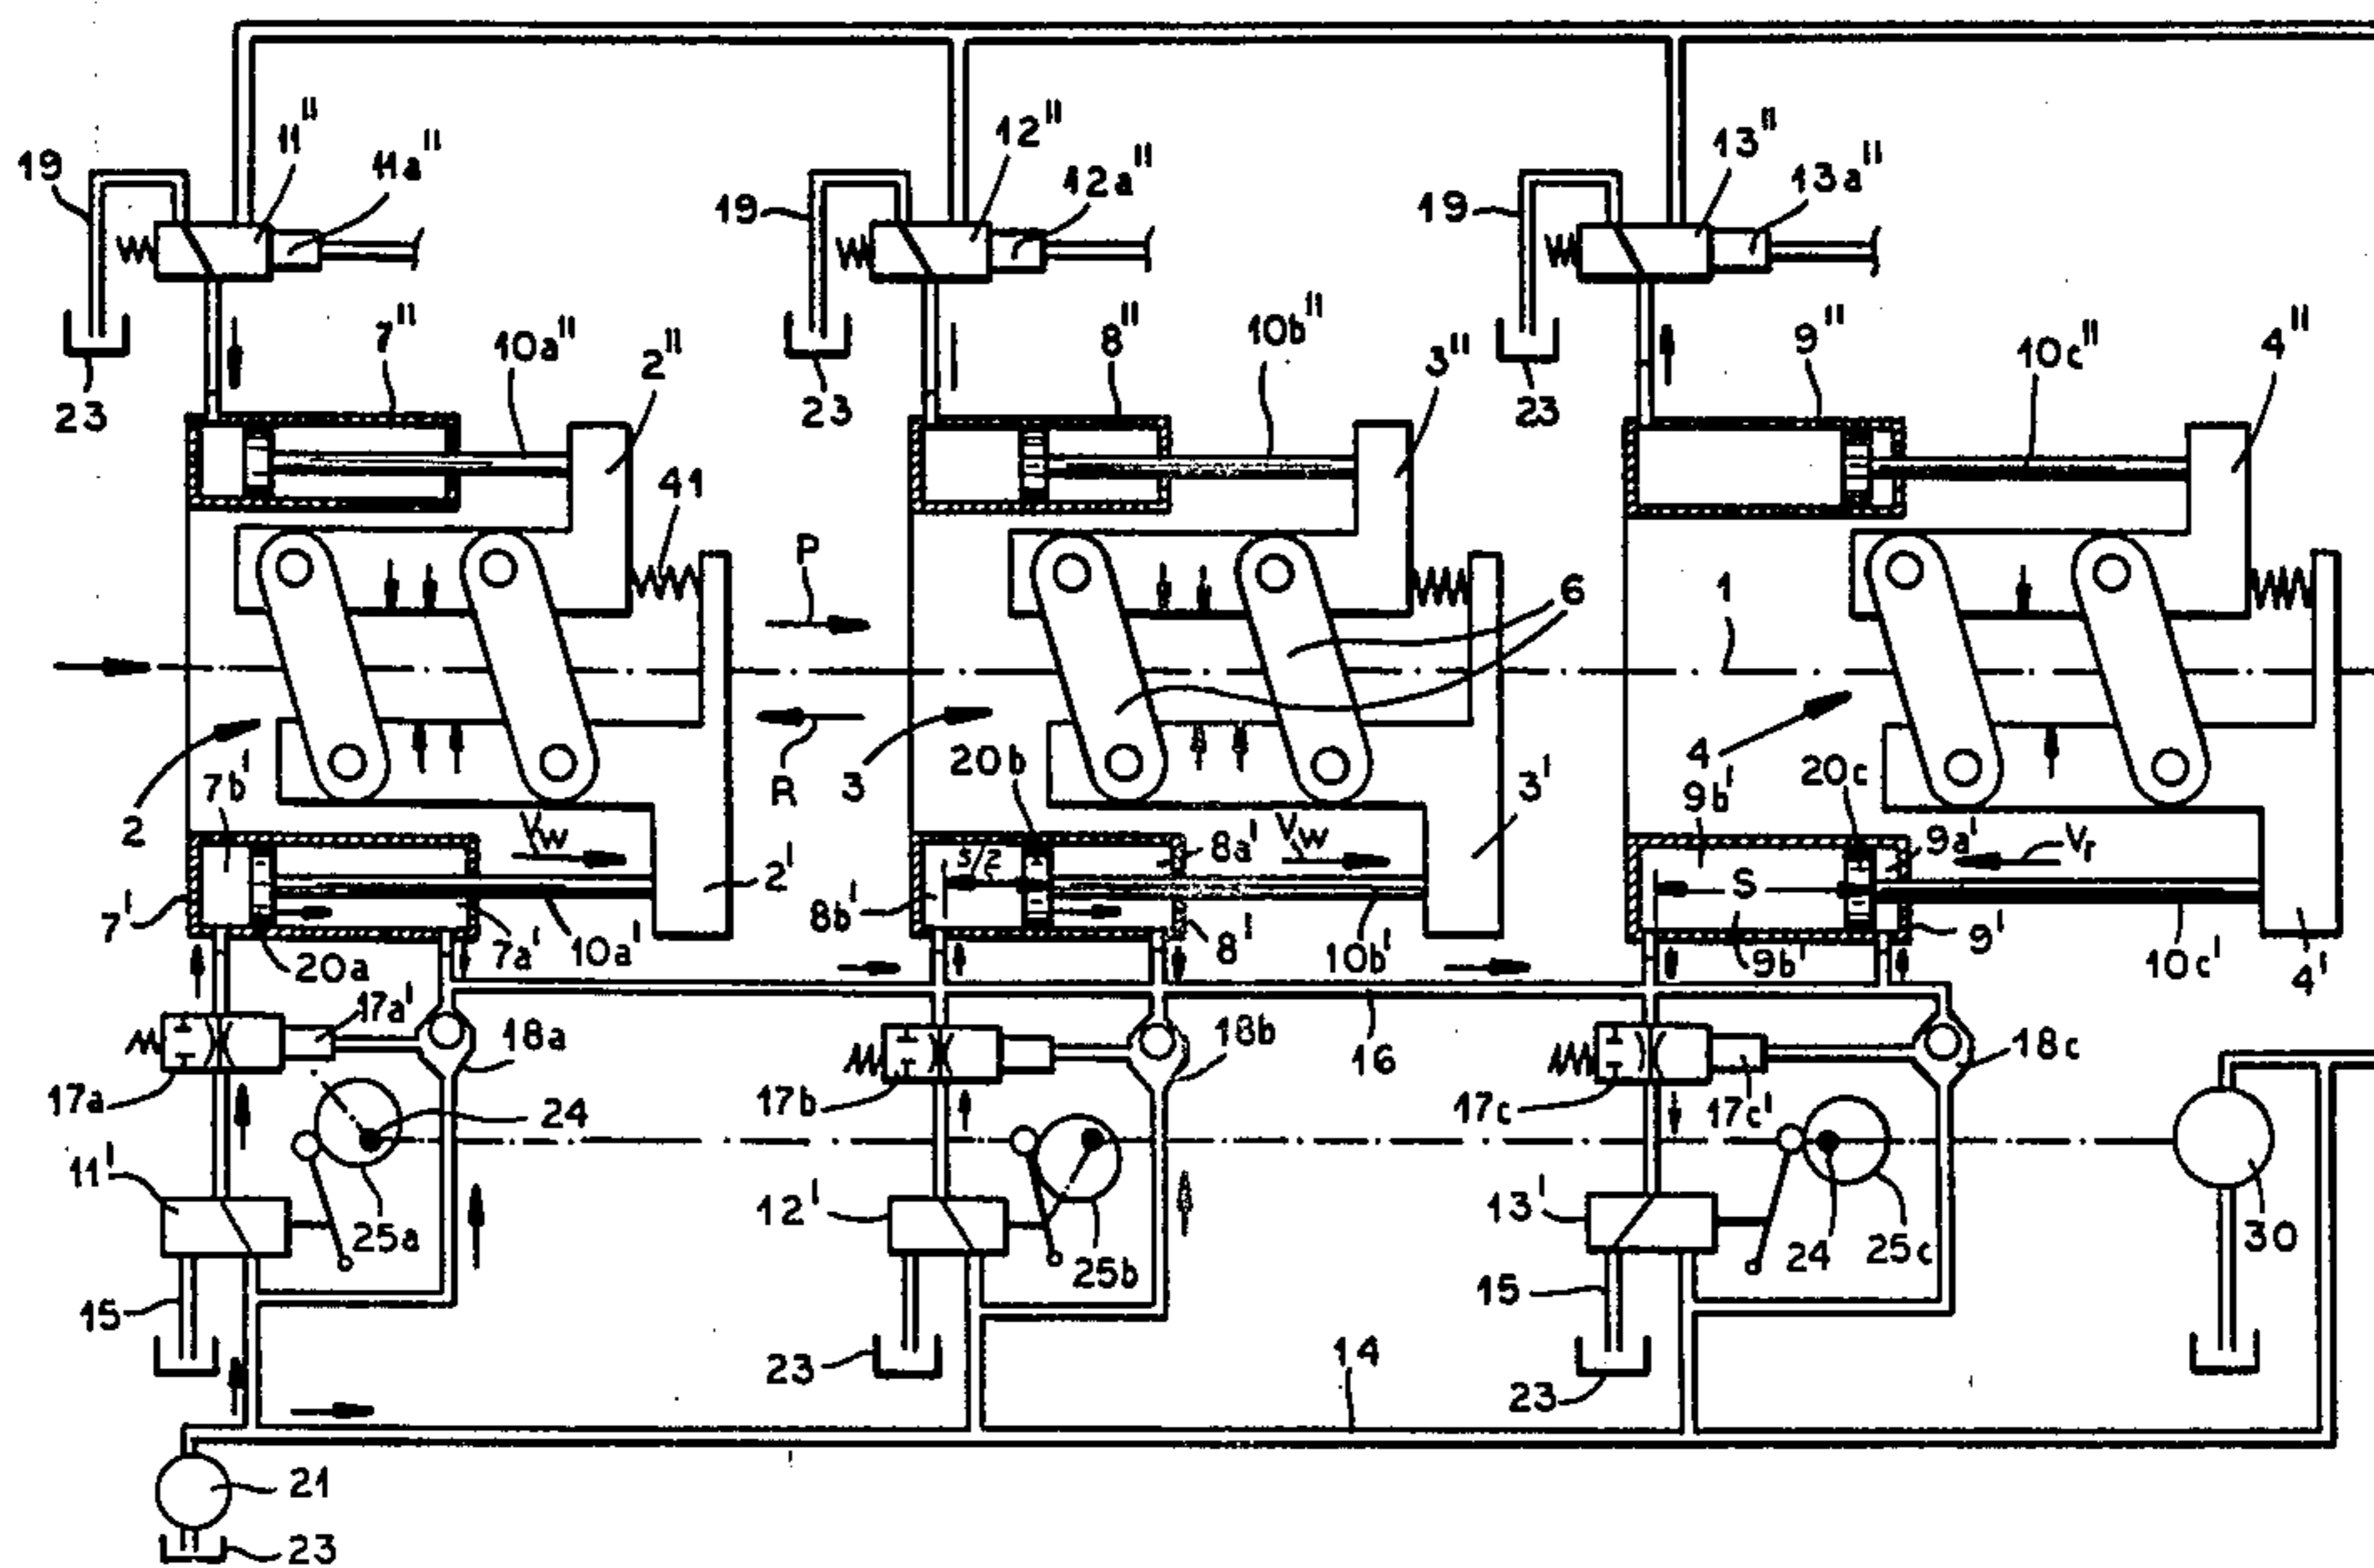 11" 12" 13"
19 11a" 19 12a" 19 13a"
7" 10a" 2" 8" 10b" 3" 9" 10c" 4"
23 23 23
41
P 6 1
R 3 4
2 7b' 20b 3' 9b' 20c
Vw s/2 8a' Vw 9a' Vr
7' 2' 8b' S
20a 7a' 10a' 8' 10b' 9b' 9' 10c' 4'
17a' 18a 18b 16 18c
17a 24 17b 17c 17c'
11' 25a 12' 25b 13' 24 25c 30
15 15
23 23 14
21
23